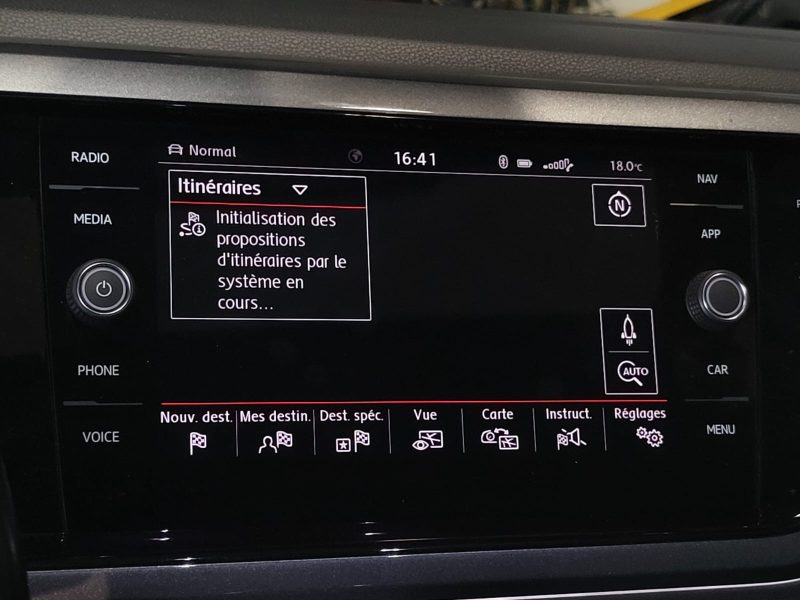 RADIO
MEDIA
PHONE
VOICE
Normal
16:41
18.0°C
Itinéraires
Initialisation des
propositions
d'itinéraires par le
système en
cours...
N
AUTO
Nouv. dest.
Mes destin.
Dest. spéc.
Vue
Carte
Instruct.
Réglages
NAV
APP
CAR
MENU